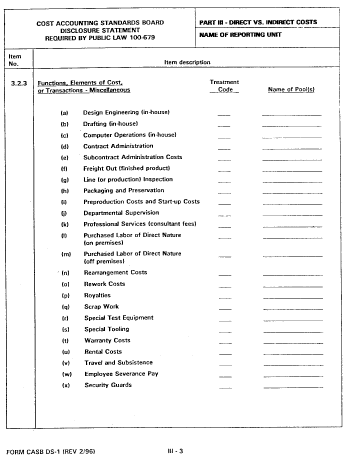 COST ACCOUNTING STANDARDS BOARD
DISCLOSURE STATEMENT
REQUIRED BY PUBLIC LAW 100-679
PART III - DIRECT VS. INDIRECT COSTS
NAME OF REPORTING UNIT
Item
No.
Item description
3.2.3
Functions, Elements of Cost,
or Transactions - Miscellaneous
Treatment
Code
Name of Pool(s)
(a) Design Engineering (in-house)
(b) Drafting (in-house)
(c) Computer Operations (in-house)
(d) Contract Administration
(e) Subcontract Administration Costs
(f) Freight Out (finished product)
(g) Line (or production) Inspection
(h) Packaging and Preservation
(i) Preproduction Costs and Start-up Costs
(j) Departmental Supervision
(k) Professional Services (consultant fees)
(l) Purchased Labor of Direct Nature
(on premises)
(m) Purchased Labor of Direct Nature
(off premises)
(n) Rearrangement Costs
(o) Rework Costs
(p) Royalties
(q) Scrap Work
(r) Special Test Equipment
(s) Special Tooling
(t) Warranty Costs
(u) Rental Costs
(v) Travel and Subsistence
(w) Employee Severance Pay
(x) Security Guards
FORM CASB DS-1 (REV 2/96)
III - 3